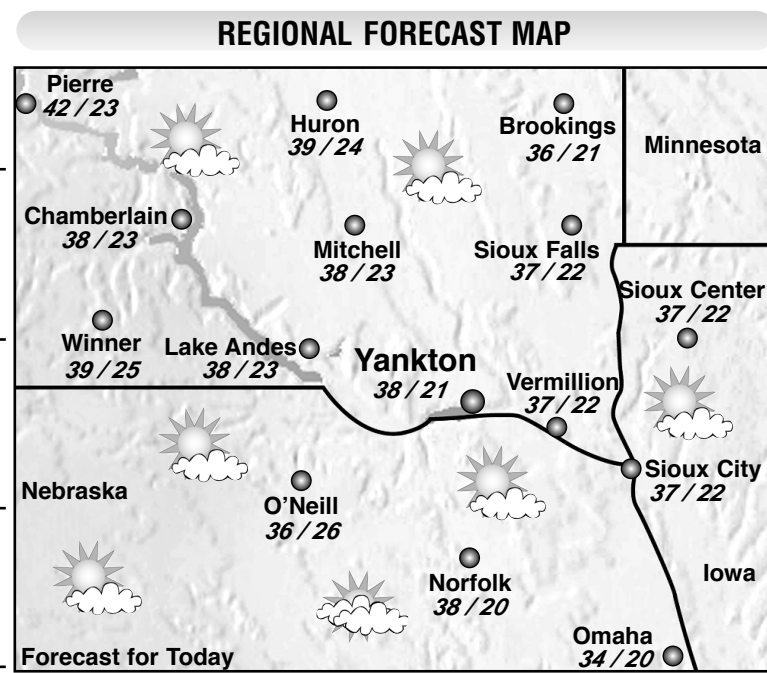 REGIONAL FORECAST MAP
Pierre
42 / 23
Huron
39 / 24
Brookings
36 / 21
Minnesota
Chamberlain
38 / 23
Mitchell
38 / 23
Sioux Falls
37 / 22
Sioux Center
37 / 22
Winner
39 / 25
Lake Andes
38 / 23
Yankton
38 / 21
Vermillion
37 / 22
Sioux City
37 / 22
Nebraska
O'Neill
36 / 26
Norfolk
38 / 20
Iowa
Omaha
34 / 20
Forecast for Today